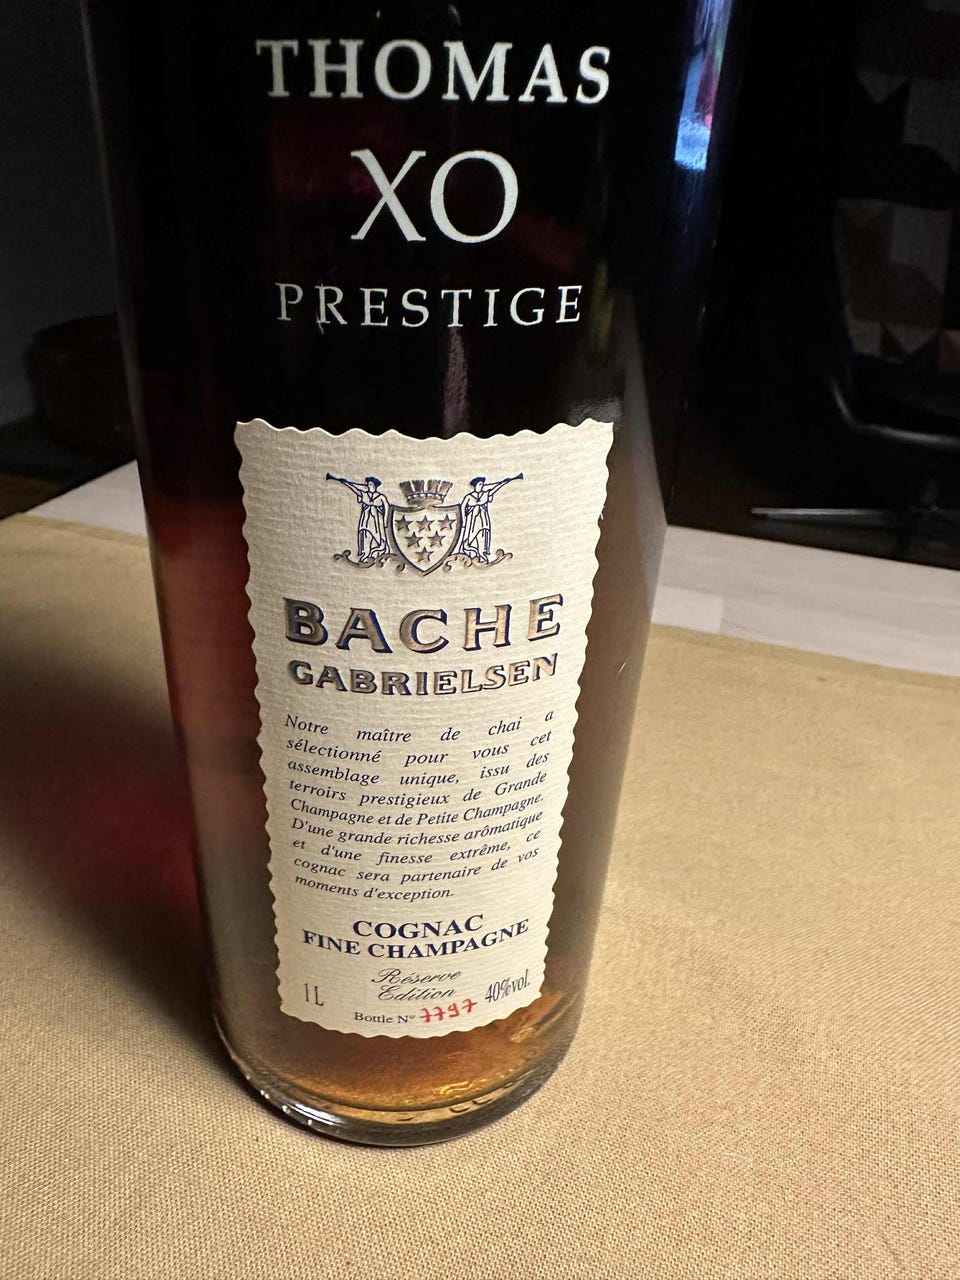 THOMAS
XO
PRESTIGE
BACHE
GABRIELSEN
Notre maître de chai a
sélectionné pour vous cet
assemblage unique, issu des
terroirs prestigieux de Grande
Champagne et de Petite Champagne.
D'une grande richesse arômatique
et d'une finesse extrême, ce
cognac sera partenaire de vos
moments d'exception.
COGNAC
FINE CHAMPAGNE
Réserve
Edition
1 L 40%vol.
Bottle N° 7797